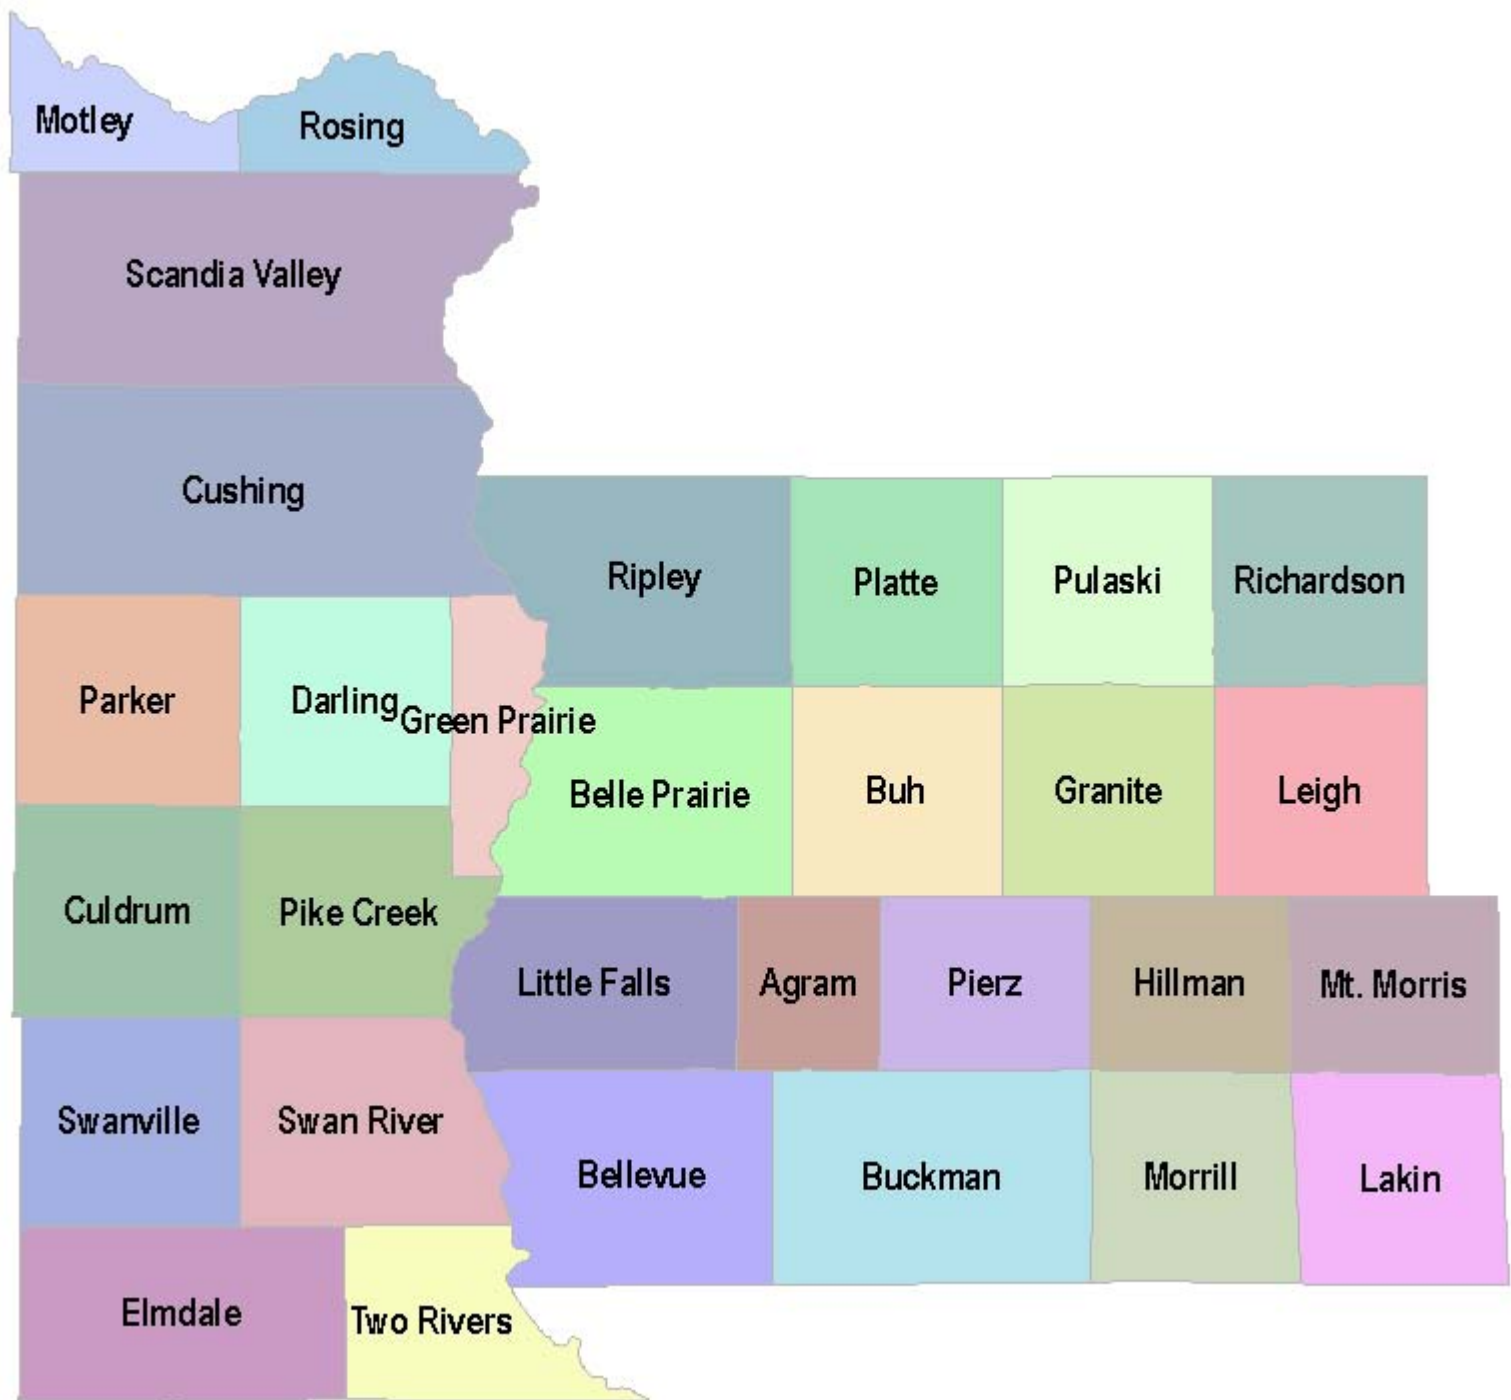 Motley
Rosing
Scandia Valley
Cushing
Ripley
Platte
Pulaski
Richardson
Parker
Darling
Green Prairie
Belle Prairie
Buh
Granite
Leigh
Culdrum
Pike Creek
Little Falls
Agram
Pierz
Hillman
Mt. Morris
Swanville
Swan River
Bellevue
Buckman
Morrill
Lakin
Elmdale
Two Rivers